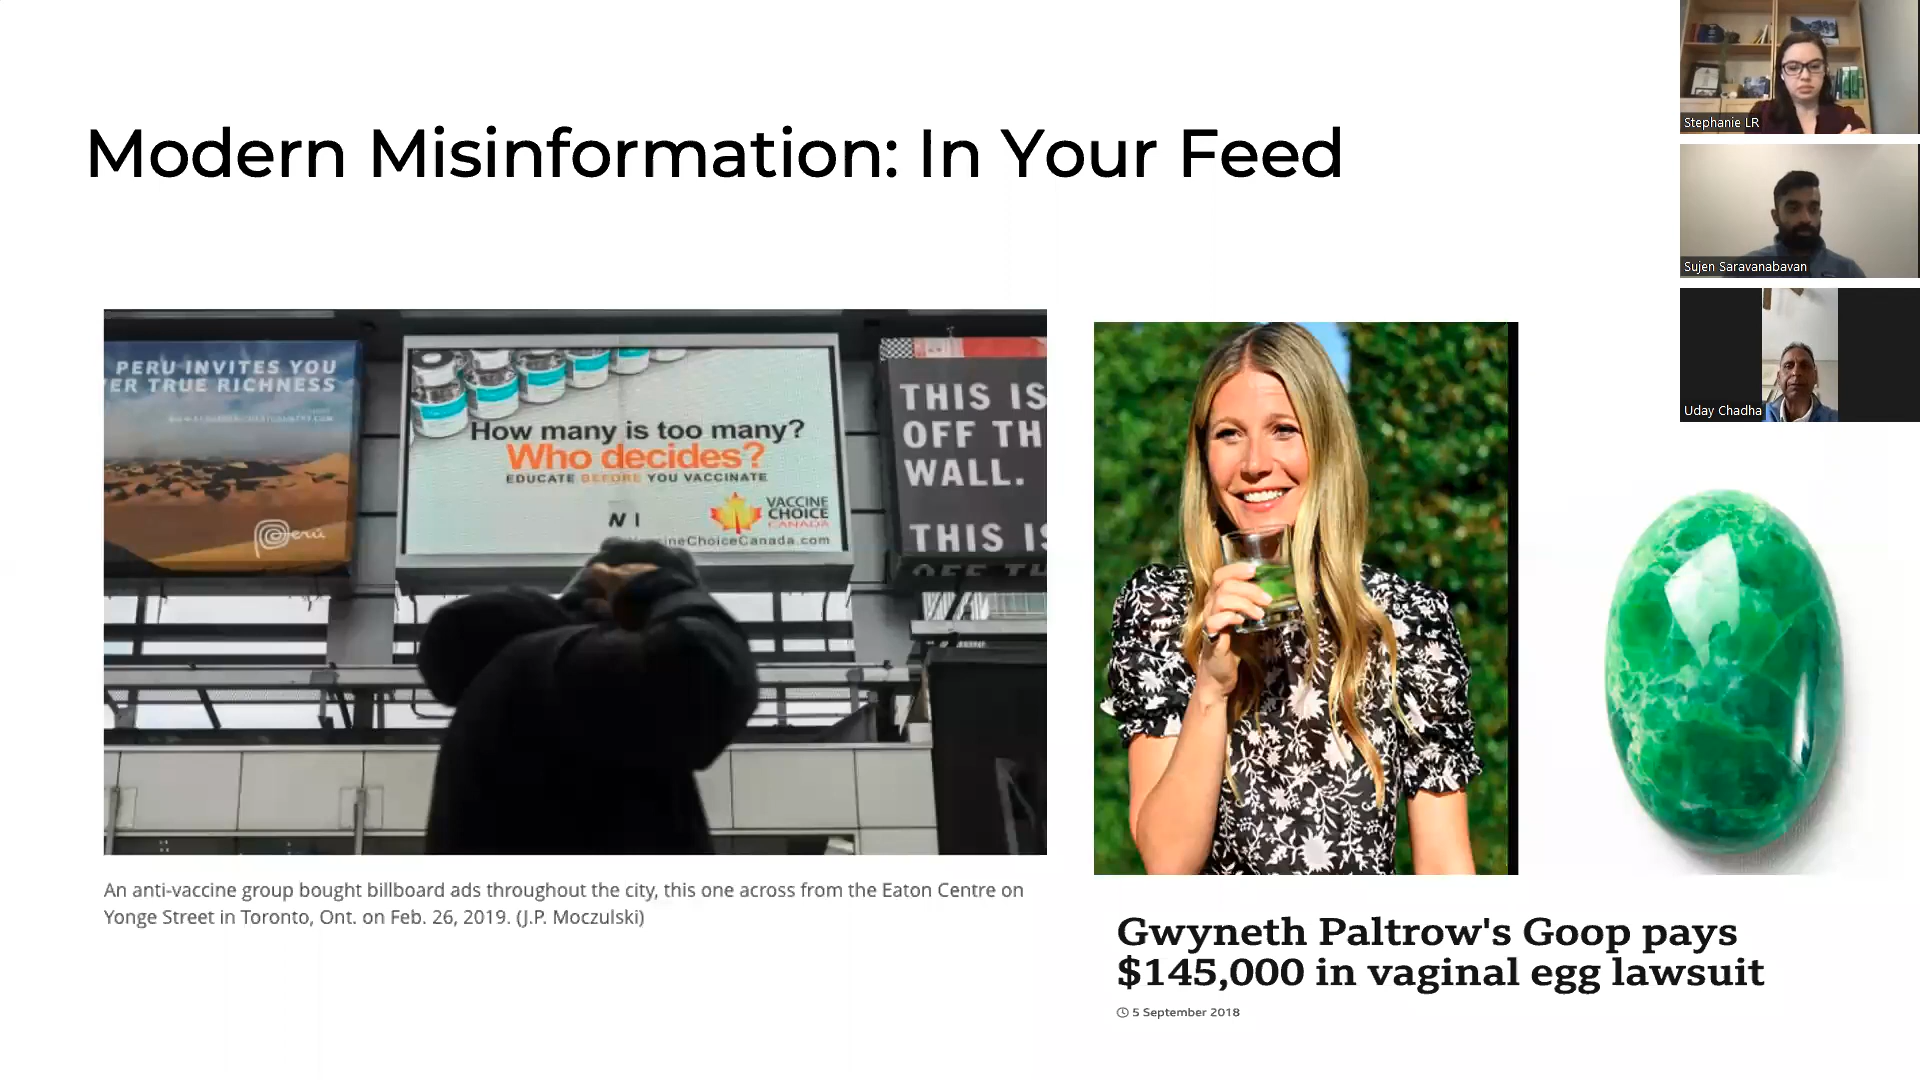 Modern Misinformation: In Your Feed
PERU INVITES YOU
ER TRUE RICHNESS
Perú
How many is too many?
Who decides?
EDUCATE BEFORE YOU VACCINATE
VACCINE
CHOICE
CANADA
cineChoiceCanada.com
THIS IS
OFF TH
WALL.
THIS IS
OFF TH
An anti-vaccine group bought billboard ads throughout the city, this one across from the Eaton Centre on
Yonge Street in Toronto, Ont. on Feb. 26, 2019. (J.P. Moczulski)
Gwyneth Paltrow's Goop pays
$145,000 in vaginal egg lawsuit
5 September 2018
Stephanie LR
Sujen Saravanabavan
Uday Chadha